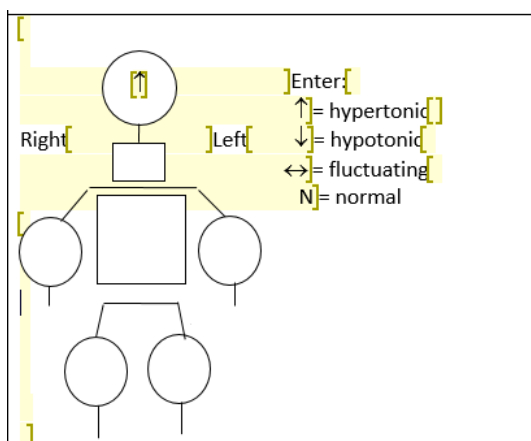 ↑
Enter:
↑ = hypertonic
Right Left ↓ = hypotonic
↔ = fluctuating
N = normal